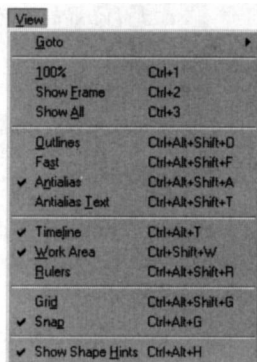 View
Goto
100% Ctrl+1
Show Frame Ctrl+2
Show All Ctrl+3
Outlines Ctrl+Alt+Shift+O
Fast Ctrl+Alt+Shift+F
Antialias Ctrl+Alt+Shift+A
Antialias Text Ctrl+Alt+Shift+T
Timeline Ctrl+Alt+T
Work Area Ctrl+Shift+W
Rulers Ctrl+Alt+Shift+R
Grid Ctrl+Alt+Shift+G
Snap Ctrl+Alt+G
Show Shape Hints Ctrl+Alt+H